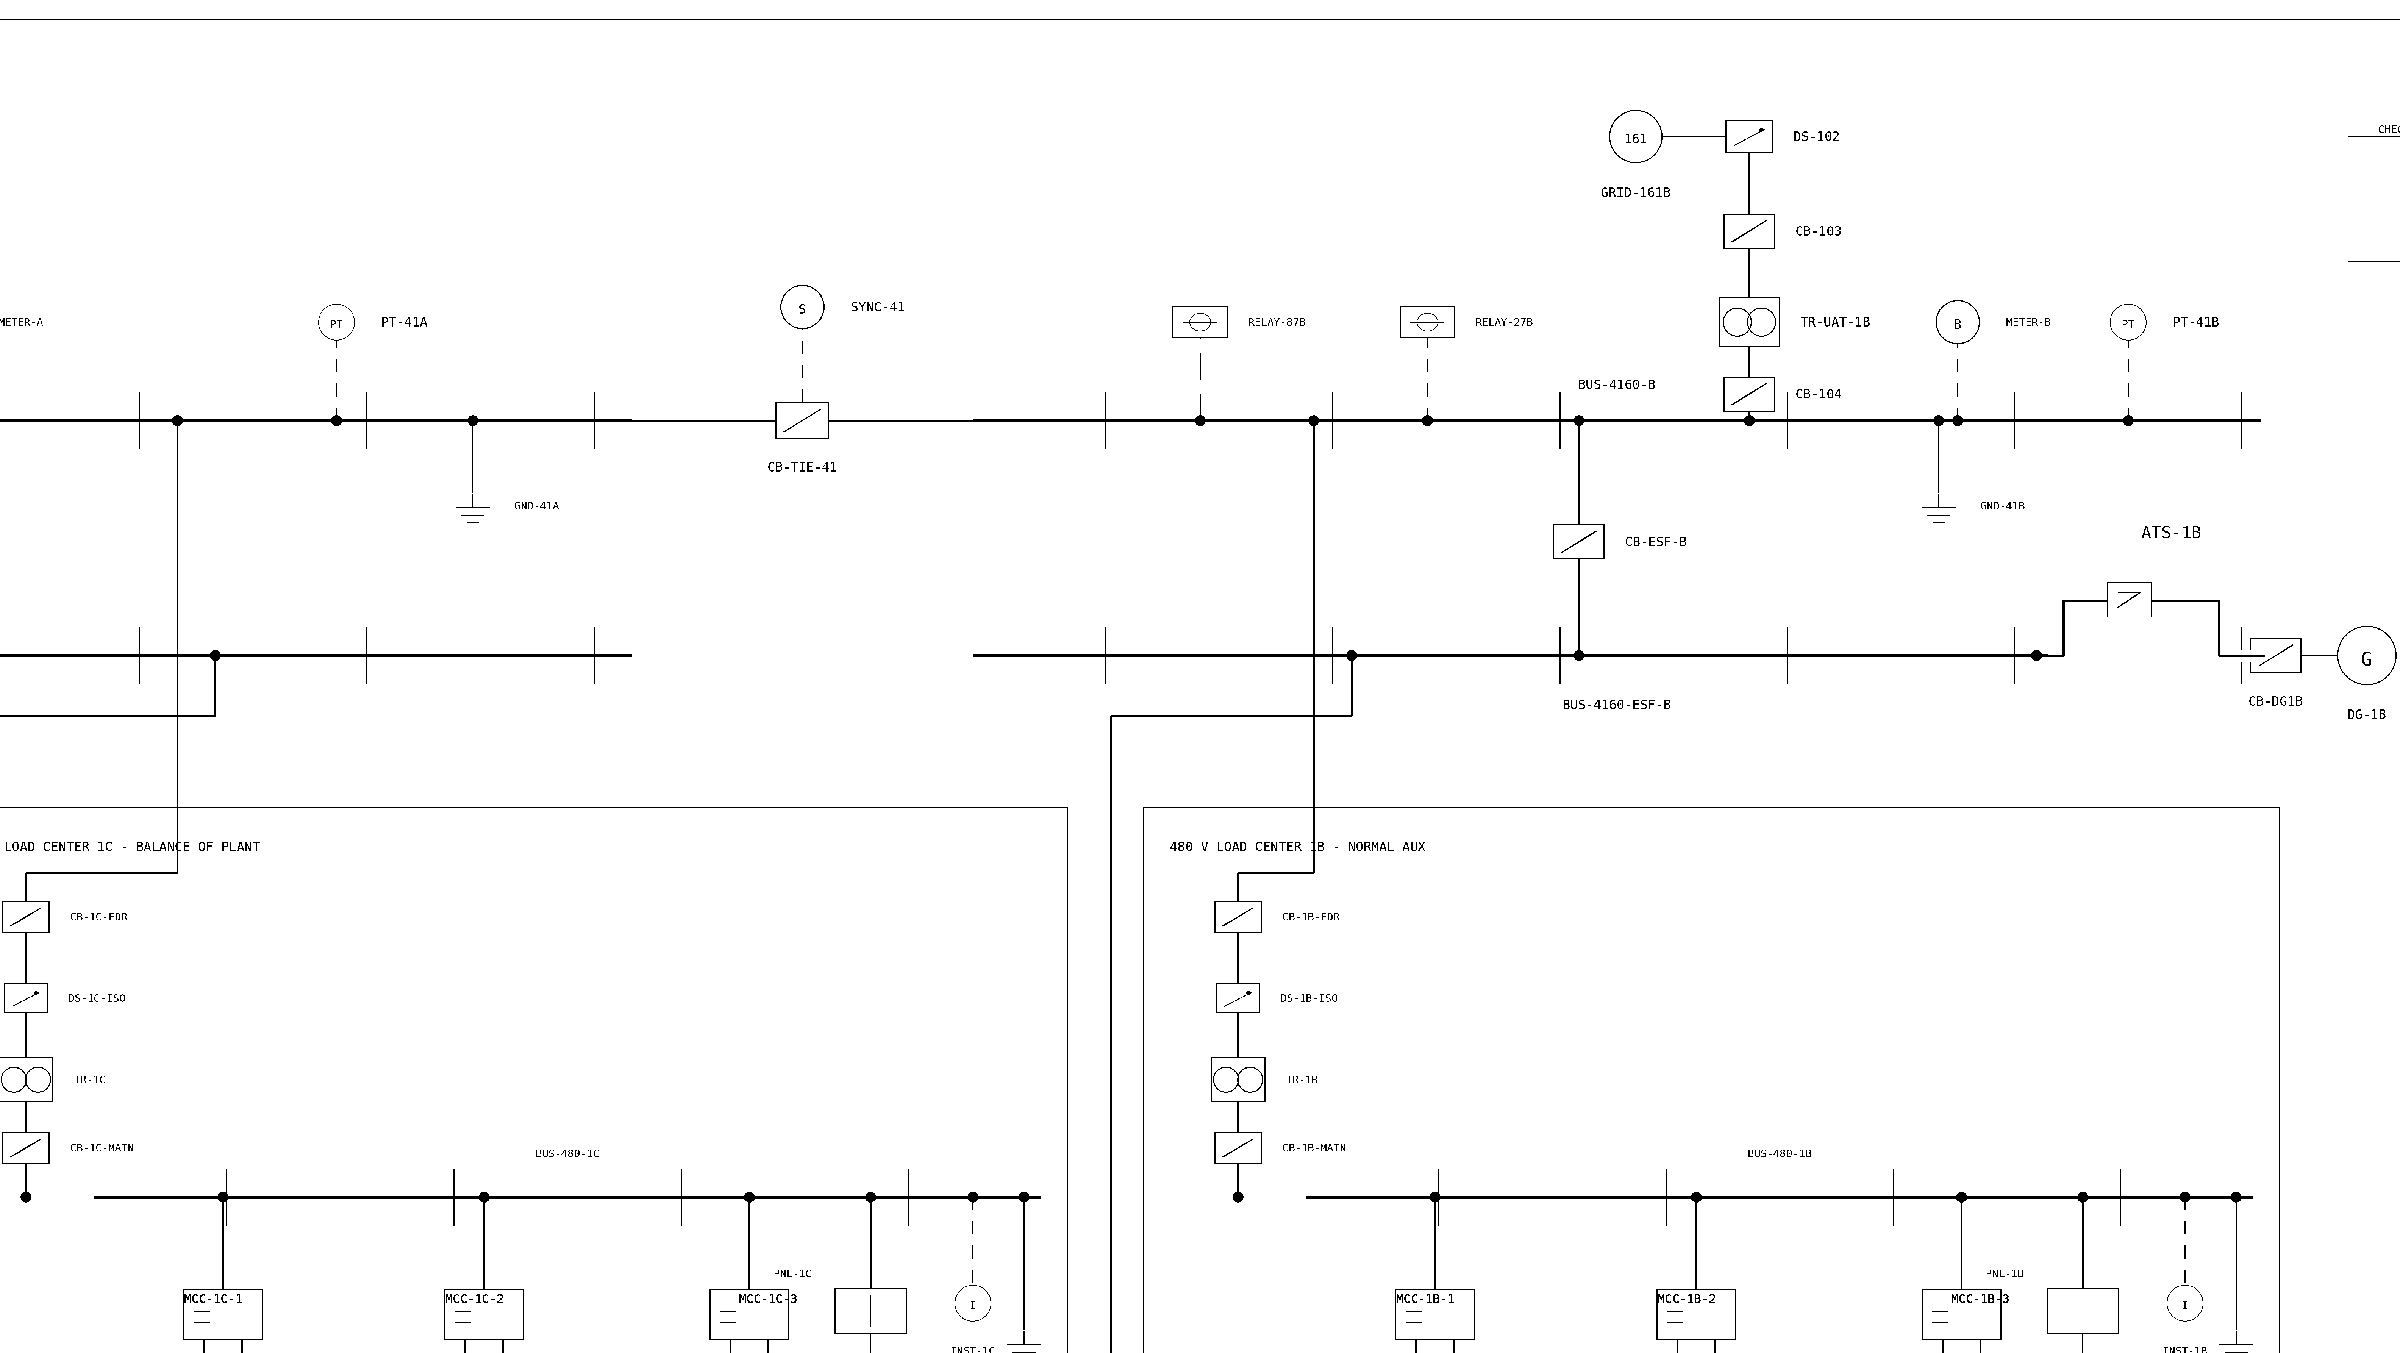 CHEC
161
DS-102
GRID-161B
CB-103
METER-A
PT
PT-41A
S
SYNC-41
RELAY-87B
RELAY-27B
TR-UAT-1B
B
METER-B
PT
PT-41B
BUS-4160-B
CB-104
CB-TIE-41
GND-41A
GND-41B
ATS-1B
CB-ESF-B
G
CB-DG1B
BUS-4160-ESF-B
DG-1B
LOAD CENTER 1C - BALANCE OF PLANT
480 V LOAD CENTER 1B - NORMAL AUX
CB-1C-FDR
CB-1B-FDR
DS-1C-ISO
DS-1B-ISO
TR-1C
TR-1B
CB-1C-MAIN
CB-1B-MAIN
BUS-480-1C
BUS-480-1B
PNL-1C
PNL-1B
MCC-1C-1
MCC-1C-2
MCC-1C-3
I
MCC-1B-1
MCC-1B-2
MCC-1B-3
I
INST-1C
INST-1B